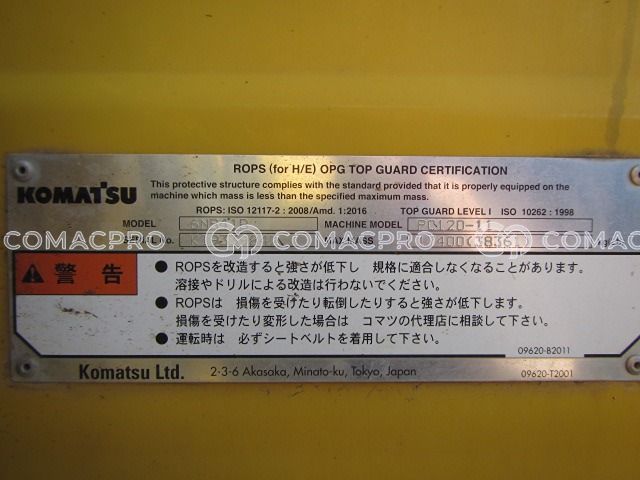 ROPS (for H/E) OPG TOP GUARD CERTIFICATION
KOMATSU
This protective structure complies with the standard provided that it is properly equipped on the
machine which mass is less than the specified maximum mass.
ROPS: ISO 12117-2 : 2008/Amd. 1:2016 TOP GUARD LEVEL I ISO 10262 : 1998
MODEL MACHINE MODEL PC120-11
SERIAL No. MAX MASS
COMACPRO COMACPRO COMACPRO
警告
● ROPSを改造すると強さが低下し 規格に適合しなくなることがあります。
溶接やドリルによる改造は行わないでください。
● ROPSは 損傷を受けたり転倒したりすると強さが低下します。
損傷を受けたり変形した場合は コマツの代理店に相談して下さい。
● 運転時は 必ずシートベルトを着用して下さい。
09620-B2011
Komatsu Ltd. 2-3-6 Akasaka, Minato-ku, Tokyo, Japan
09620-T2001